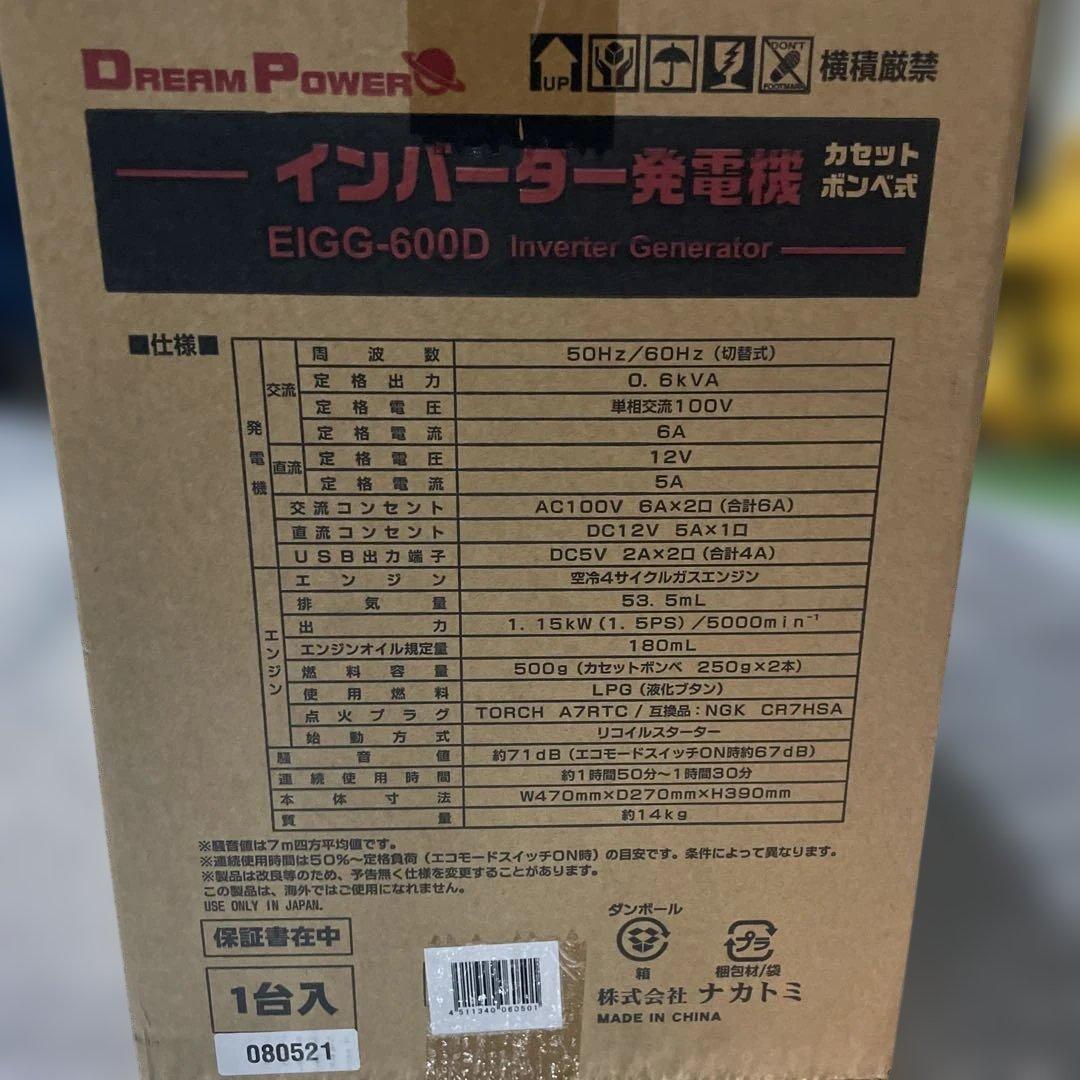 DREAM POWER
UP
DON'T
FOOTMARK
横積厳禁
インバーター発電機 カセットボンベ式
EIGG-600D Inverter Generator
■仕様■
発電機
交流
周波数 50Hz/60Hz(切替式)
定格出力 0.6kVA
定格電圧 単相交流100V
定格電流 6A
直流
定格電圧 12V
定格電流 5A
交流コンセント AC100V 6A×2口(合計6A)
直流コンセント DC12V 5A×1口
USB出力端子 DC5V 2A×2口(合計4A)
エンジン
エンジン 空冷4サイクルガスエンジン
排気量 53.5mL
出力 1.15kW(1.5PS)/5000min⁻¹
エンジンオイル規定量 180mL
燃料容量 500g(カセットボンベ 250g×2本)
使用燃料 LPG(液化ブタン)
点火プラグ TORCH A7RTC/互換品:NGK CR7HSA
始動方式 リコイルスターター
騒音値 約71dB(エコモードスイッチON時約67dB)
連続使用時間 約1時間50分~1時間30分
本体寸法 W470mm×D270mm×H390mm
質量 約14kg
※騒音値は7m四方平均値です。
※連続使用時間は50%~定格負荷(エコモードスイッチON時)の目安です。条件によって異なります。
※製品は改良等のため、予告無く仕様を変更することがあります。
この製品は、海外ではご使用になれません。
USE ONLY IN JAPAN.
保証書在中
1台入
080521
4 511340 060501
ダンボール
箱
プラ
梱包材/袋
株式会社 ナカトミ
MADE IN CHINA